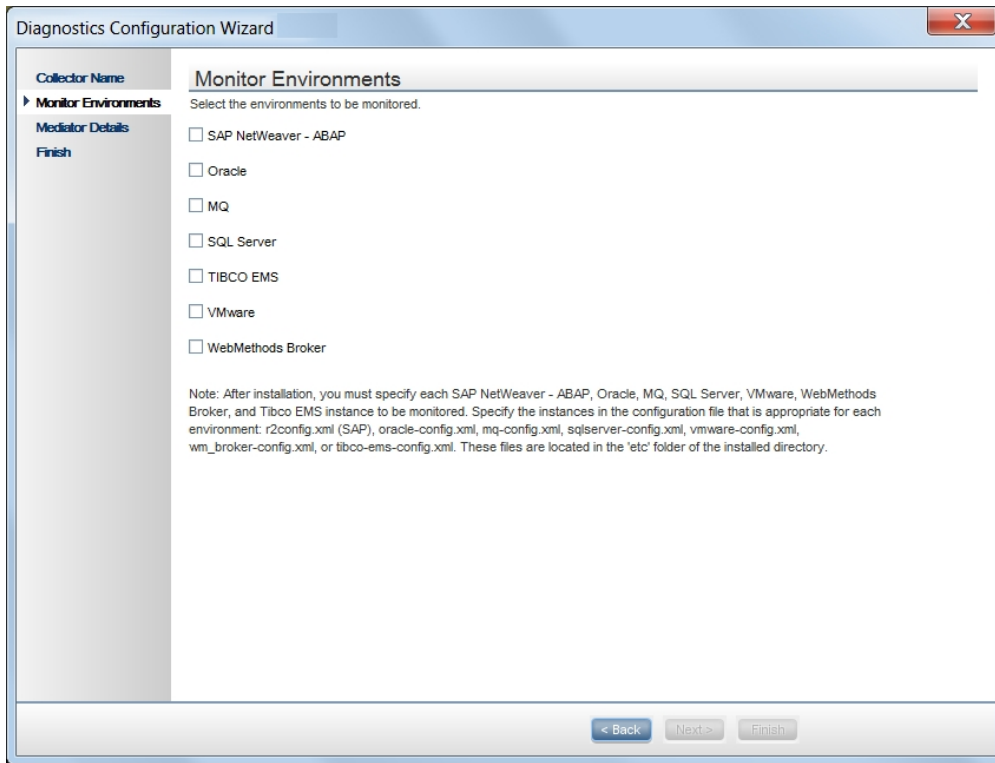 Diagnostics Configuration Wizard
X
Collector Name
Monitor Environments
Mediator Details
Finish
Monitor Environments
Select the environments to be monitored.
SAP NetWeaver - ABAP
Oracle
MQ
SQL Server
TIBCO EMS
VMware
WebMethods Broker
Note: After installation, you must specify each SAP NetWeaver - ABAP, Oracle, MQ, SQL Server, VMware, WebMethods
Broker, and Tibco EMS instance to be monitored. Specify the instances in the configuration file that is appropriate for each
environment: r2config.xml (SAP), oracle-config.xml, mq-config.xml, sqlserver-config.xml, vmware-config.xml,
wm_broker-config.xml, or tibco-ems-config.xml. These files are located in the 'etc' folder of the installed directory.
< Back
Next >
Finish